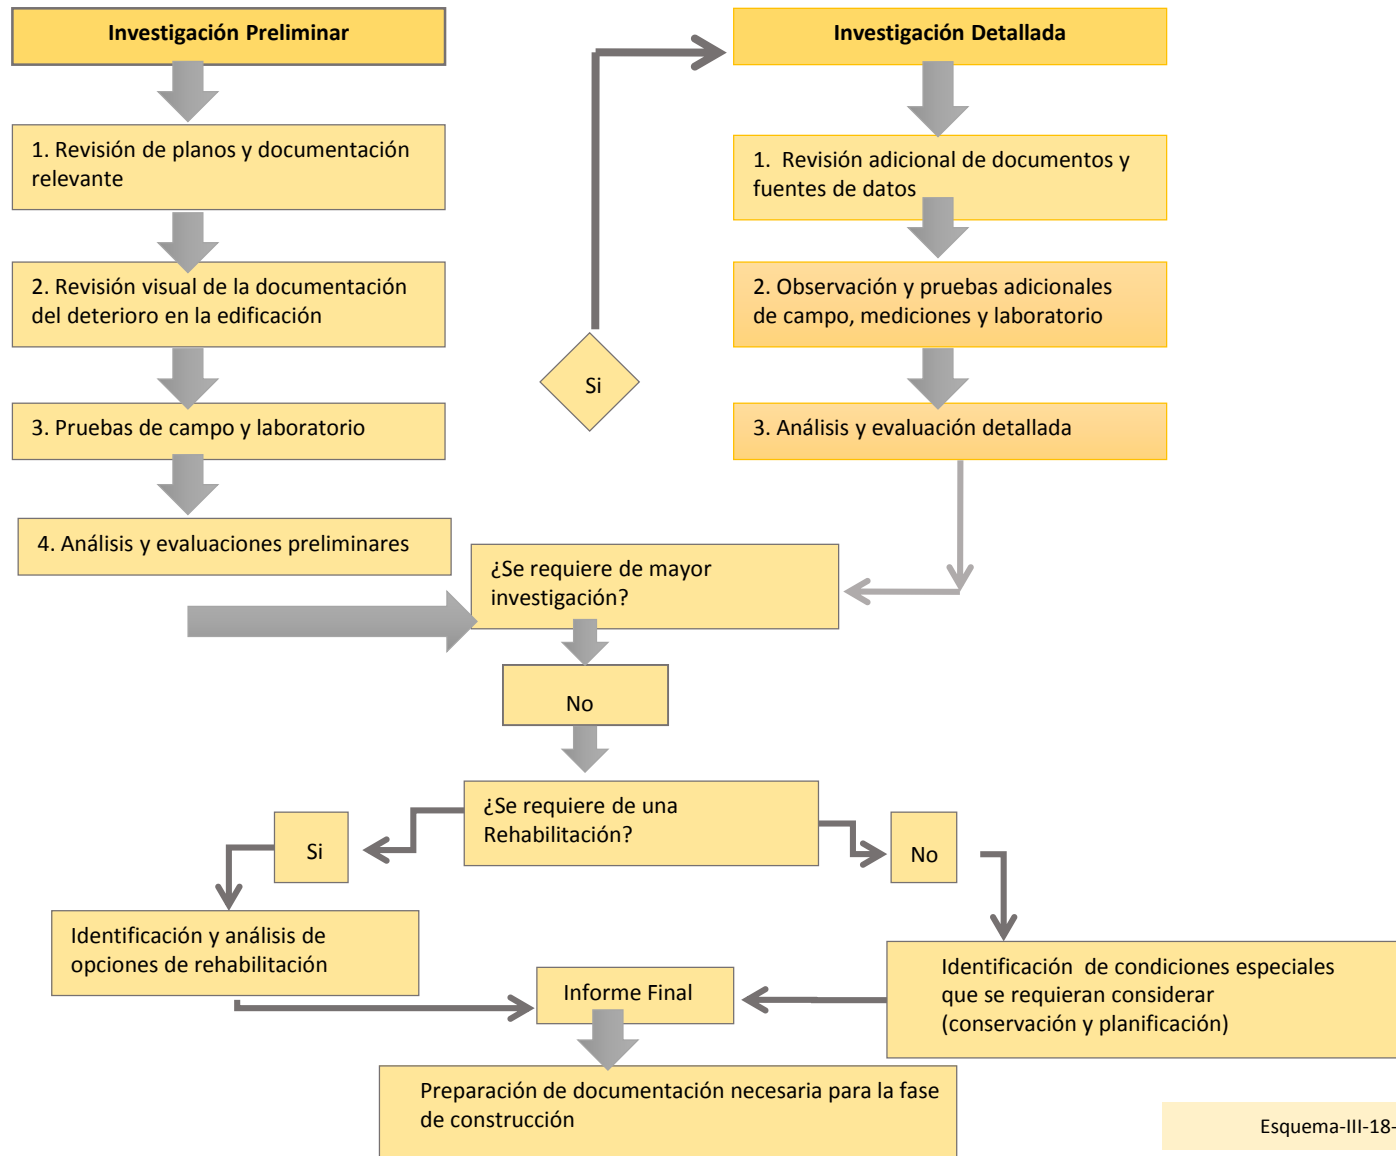 Investigación Preliminar
1. Revisión de planos y documentación
relevante
2. Revisión visual de la documentación
del deterioro en la edificación
3. Pruebas de campo y laboratorio
4. Análisis y evaluaciones preliminares
Investigación Detallada
1. Revisión adicional de documentos y
fuentes de datos
2. Observación y pruebas adicionales
de campo, mediciones y laboratorio
3. Análisis y evaluación detallada
Si
¿Se requiere de mayor
investigación?
No
¿Se requiere de una
Rehabilitación?
Si
No
Identificación y análisis de
opciones de rehabilitación
Identificación de condiciones especiales
que se requieran considerar
(conservación y planificación)
Informe Final
Preparación de documentación necesaria para la fase
de construcción
Esquema-III-18-